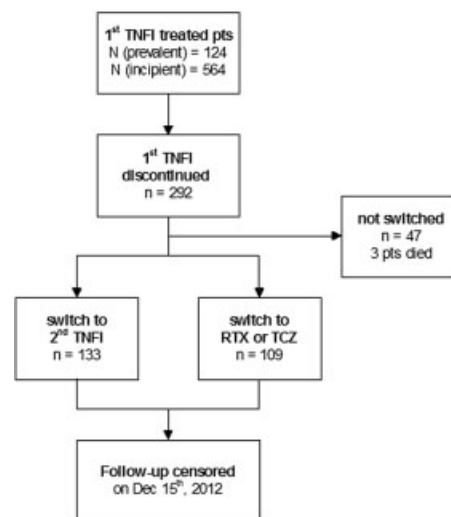 1st TNFI treated pts
N (prevalent) = 124
N (incipient) = 564
1st TNFI
discontinued
n = 292
not switched
n = 47
3 pts died
switch to
2nd TNFI
n = 133
switch to
RTX or TCZ
n = 109
Follow-up censored
on Dec 15th, 2012